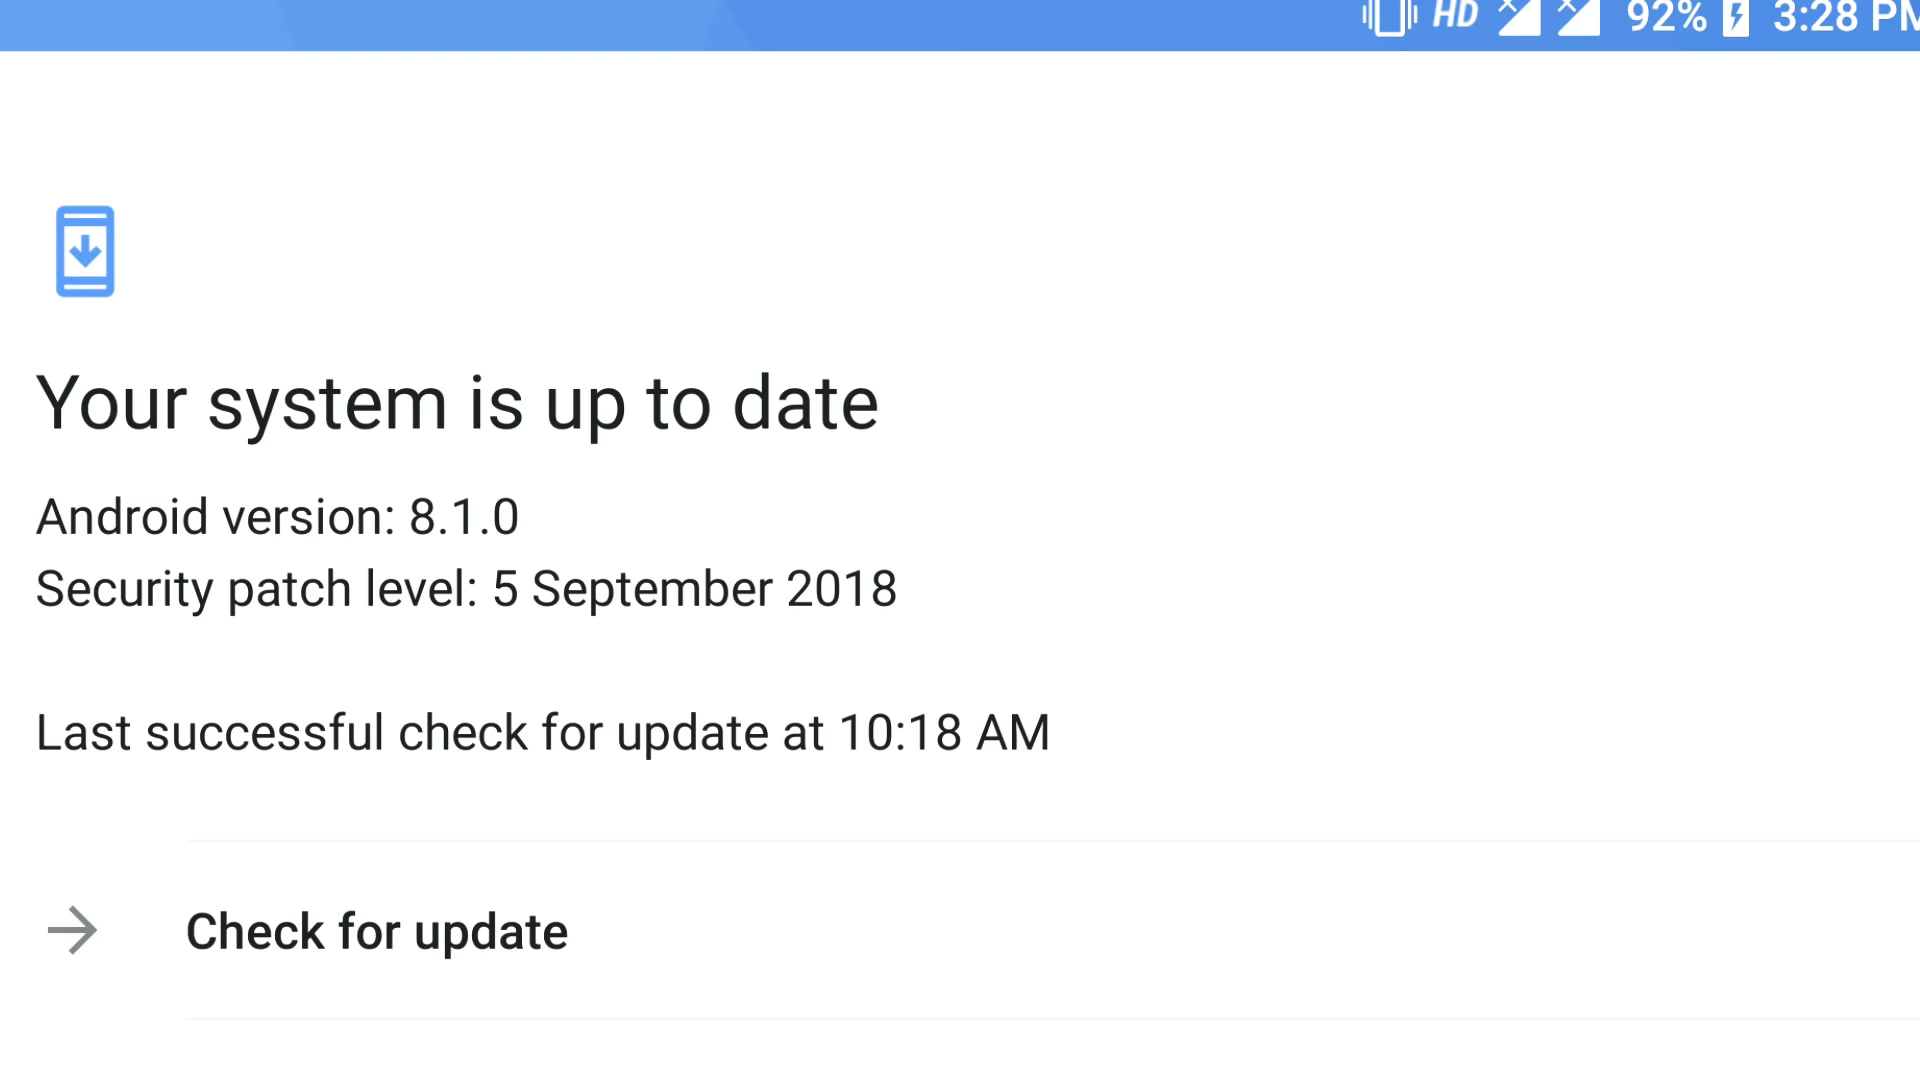 HD 92% 3:28 PM
Your system is up to date
Android version: 8.1.0
Security patch level: 5 September 2018
Last successful check for update at 10:18 AM
Check for update